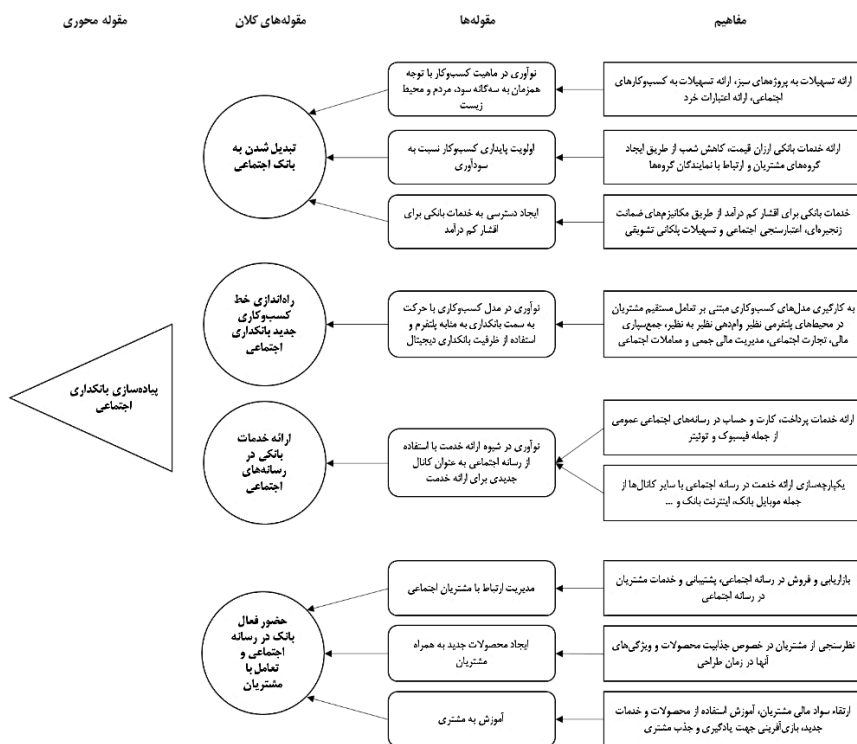 مفاهیم
مقوله‌ها
مقوله‌های کلان
مقوله محوری
ارائه تسهیلات به پروژه‌های سبز، ارائه تسهیلات به کسب‌وکارهای
اجتماعی، ارائه اعتبارات خرد
نوآوری در ماهیت کسب‌وکار با توجه
همزمان به سه‌گانه سود، مردم و محیط
زیست
ارائه خدمات بانکی ارزان قیمت، کاهش شعب از طریق ایجاد
گروه‌های مشتریان و ارتباط با نمایندگان گروه‌ها
اولویت پایداری کسب‌وکار نسبت به
سودآوری
خدمات بانکی برای اقشار کم درآمد از طریق مکانیزم‌های ضمانت
زنجیره‌ای، اعتبارسنجی اجتماعی و تسهیلات پلکانی تشویقی
ایجاد دسترسی به خدمات بانکی برای
اقشار کم درآمد
تبدیل شدن به
بانک اجتماعی
به کارگیری مدل‌های کسب‌وکاری مبتنی بر تعامل مستقیم مشتریان
در محیط‌های پلتفرمی نظیر وام‌دهی نظیر به نظیر، جمع‌سپاری
مالی، تجارت اجتماعی، مدیریت مالی جمعی و معاملات اجتماعی
نوآوری در مدل کسب‌وکاری با حرکت
به سمت بانکداری به مثابه پلتفرم و
استفاده از ظرفیت بانکداری دیجیتال
راه‌اندازی خط
کسب‌وکاری
جدید بانکداری
اجتماعی
ارائه خدمات پرداخت، کارت و حساب در رسانه‌های اجتماعی عمومی
از جمله فیسبوک و توئیتر
یکپارچه‌سازی ارائه خدمت در رسانه اجتماعی با سایر کانال‌ها از
جمله موبایل بانک، اینترنت بانک و ...
نوآوری در شیوه ارائه خدمت با استفاده
از رسانه اجتماعی به عنوان کانال
جدیدی برای ارائه خدمت
ارائه خدمات
بانکی در
رسانه‌های
اجتماعی
بازاریابی و فروش در رسانه اجتماعی، پشتیبانی و خدمات مشتریان
در رسانه اجتماعی
مدیریت ارتباط با مشتریان اجتماعی
نظرسنجی از مشتریان در خصوص جذابیت محصولات و ویژگی‌های
آنها در زمان طراحی
ایجاد محصولات جدید به همراه
مشتریان
ارتقاء سواد مالی مشتریان، آموزش استفاده از محصولات و خدمات
جدید، بازی‌آفرینی جهت یادگیری و جذب مشتری
آموزش به مشتری
حضور فعال
بانک در رسانه
اجتماعی و
تعامل با
مشتریان
پیاده‌سازی بانکداری
اجتماعی